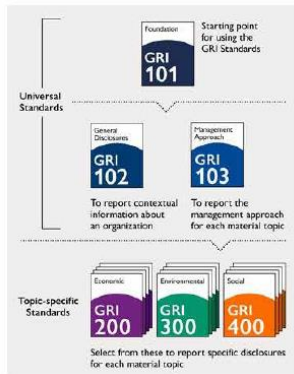 Foundation
GRI
101
Starting point
for using the
GRI Standards
Universal
Standards
General
Disclosures
GRI
102
Management
Approach
GRI
103
To report contextual
information about
an organization
To report the
management approach
for each material topic
Topic-specific
Standards
Economic
GRI
200
Environmental
GRI
300
Social
GRI
400
Select from these to report specific disclosures
for each material topic